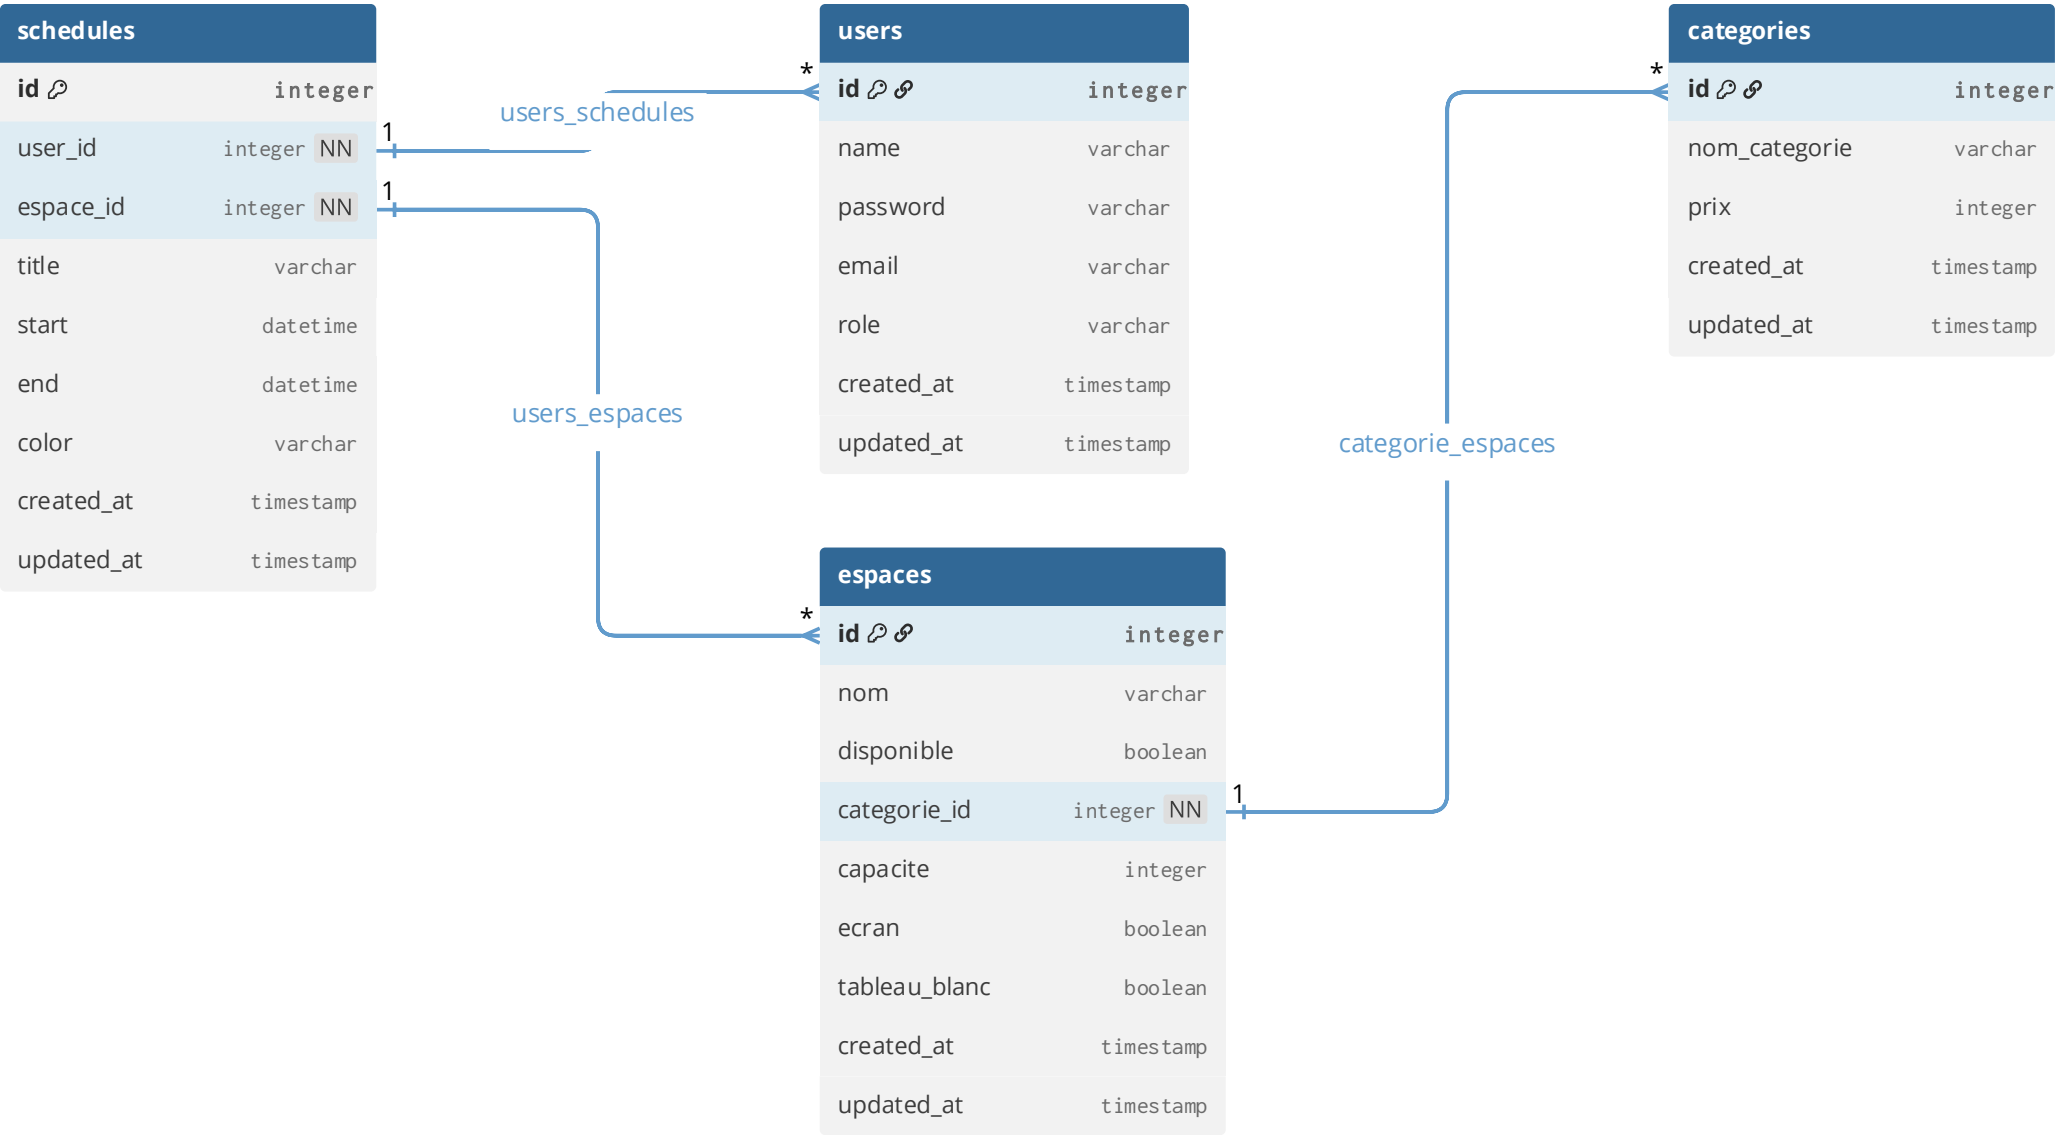 schedules
id integer
user_id integer NN
espace_id integer NN
title varchar
start datetime
end datetime
color varchar
created_at timestamp
updated_at timestamp
1
1
users_schedules
users_espaces
*
*
users
id integer
name varchar
password varchar
email varchar
role varchar
created_at timestamp
updated_at timestamp
espaces
id integer
nom varchar
disponible boolean
categorie_id integer NN
capacite integer
ecran boolean
tableau_blanc boolean
created_at timestamp
updated_at timestamp
1
categorie_espaces
*
categories
id integer
nom_categorie varchar
prix integer
created_at timestamp
updated_at timestamp